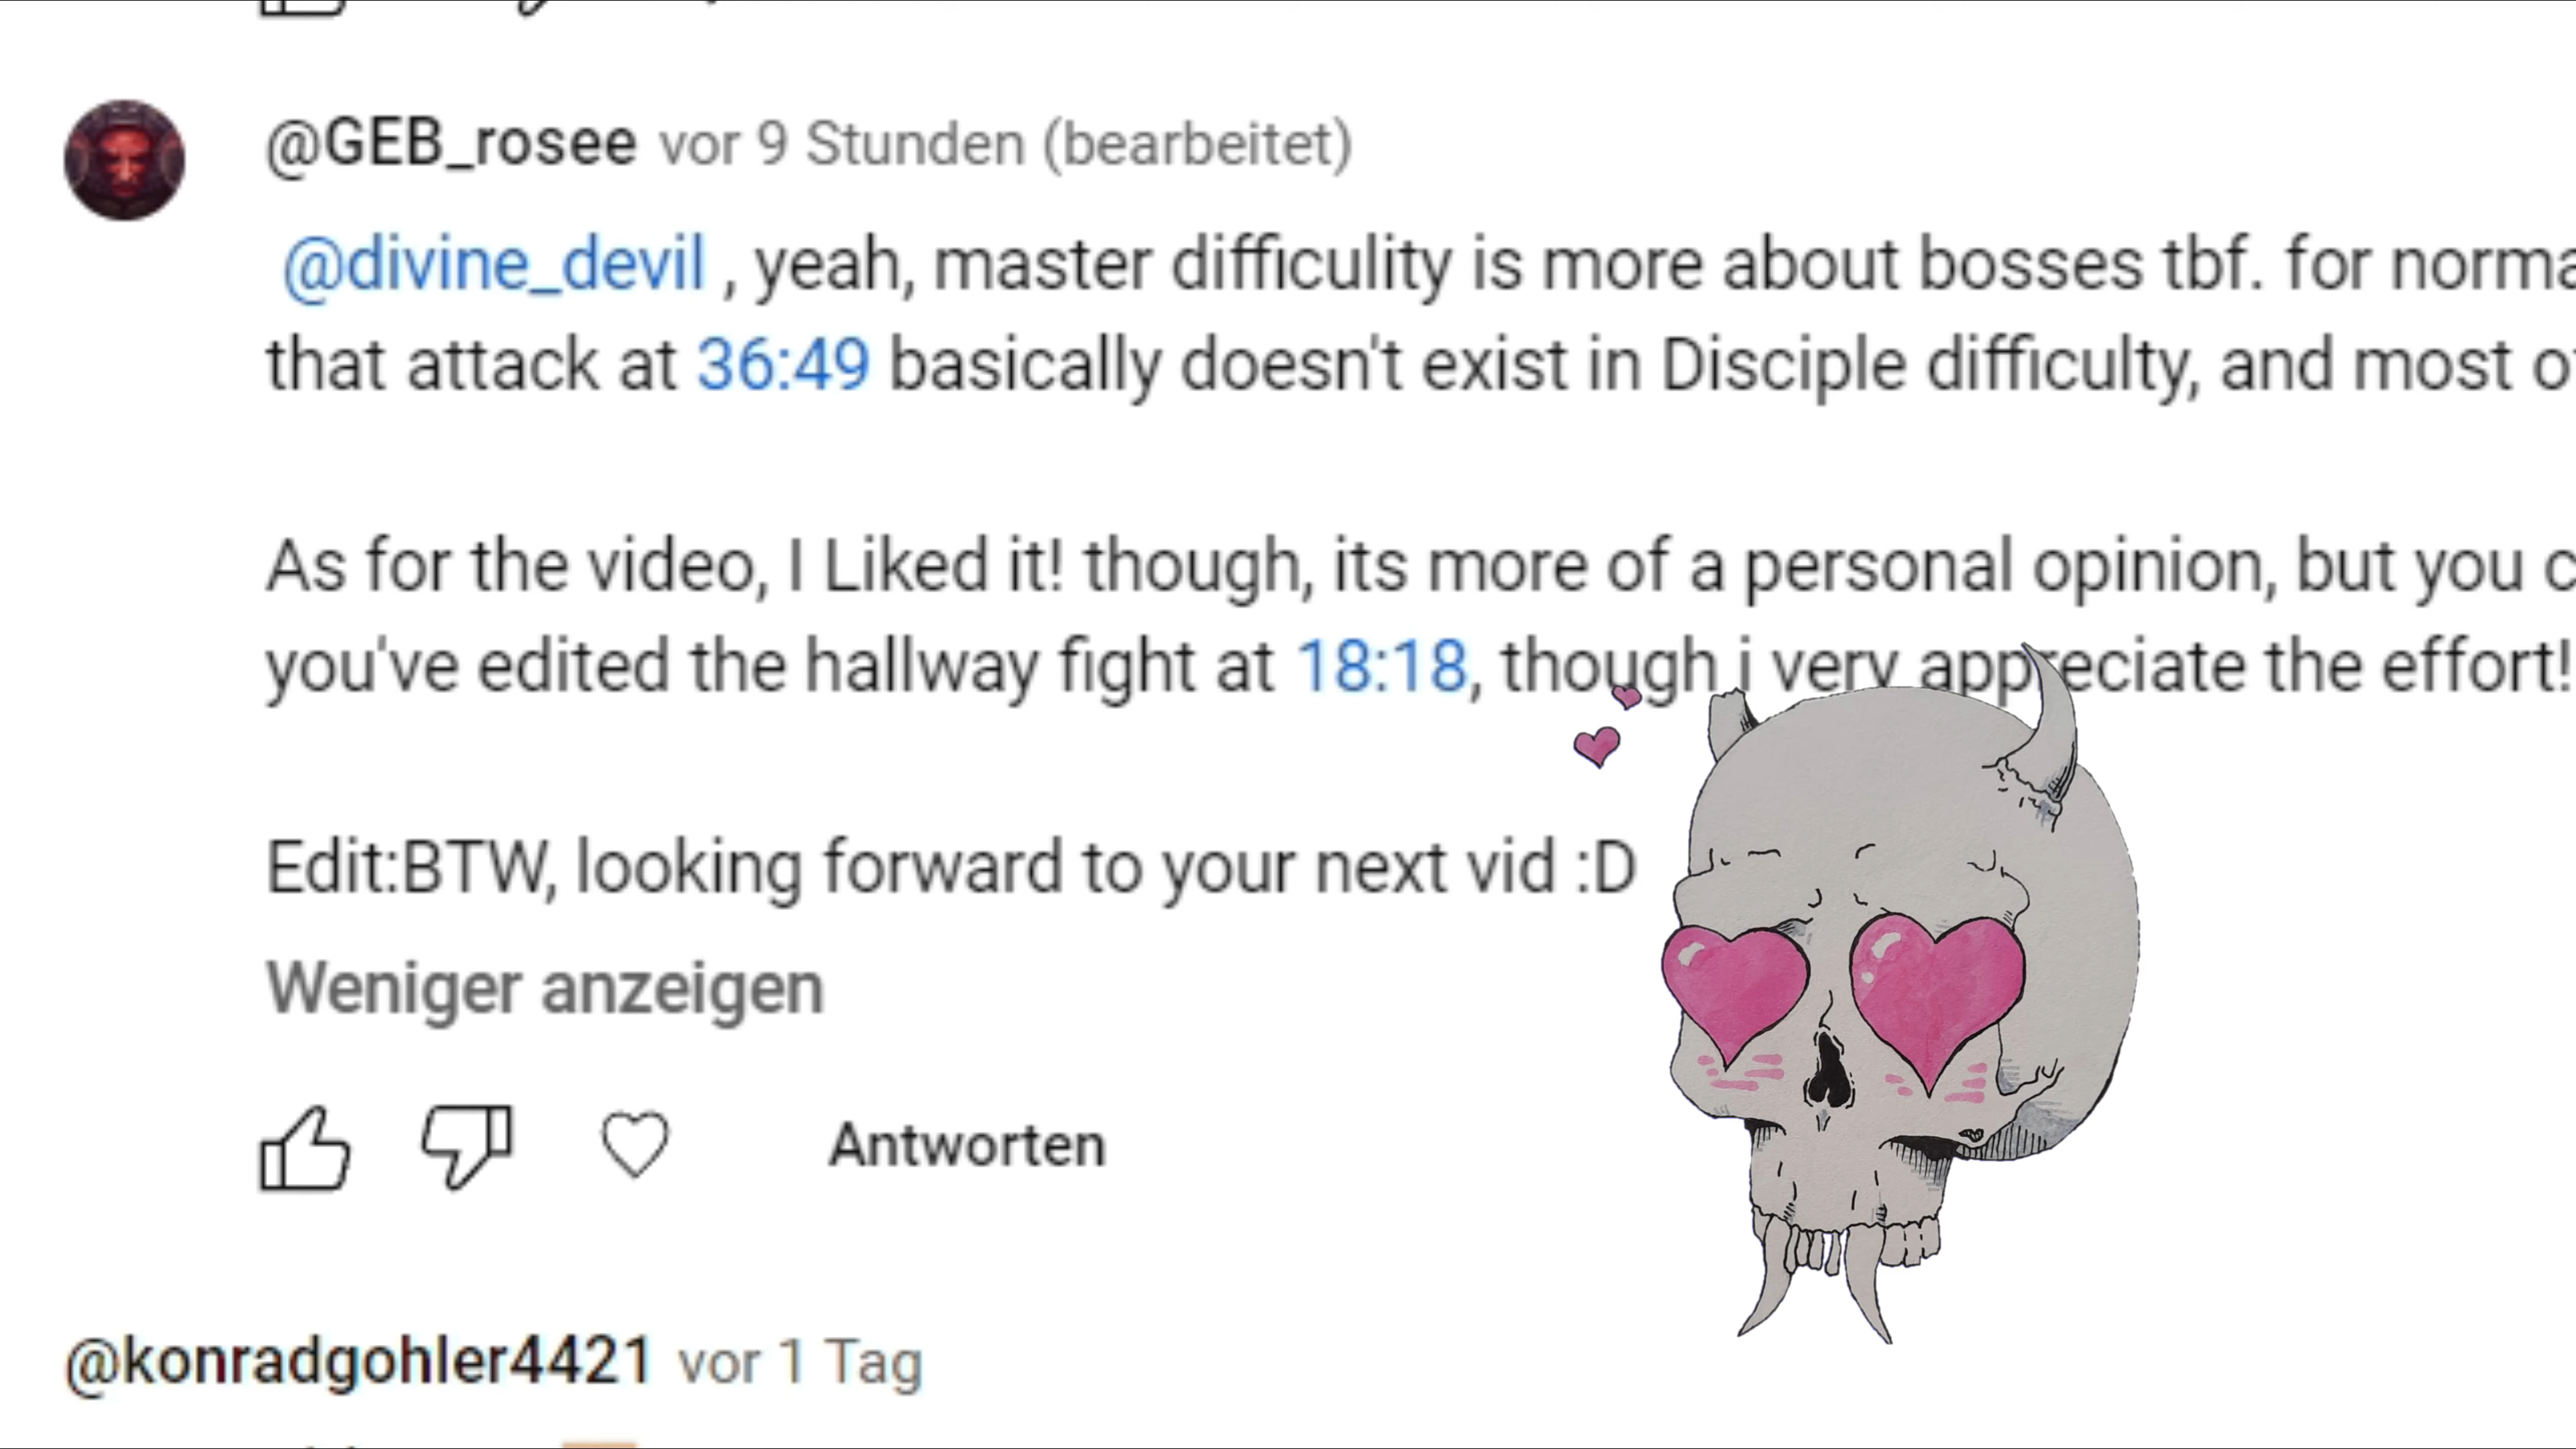 @GEB_rosee vor 9 Stunden (bearbeitet)
@divine_devil , yeah, master difficulity is more about bosses tbf. for
that attack at 36:49 basically doesn't exist in Disciple difficulty, and most
As for the video, I Liked it! though, its more of a personal opinion, but you
you've edited the hallway fight at 18:18, though i very appreciate the effort!
Edit:BTW, looking forward to your next vid :D
Weniger anzeigen
Antworten
@konradgohler4421 vor 1 Tag